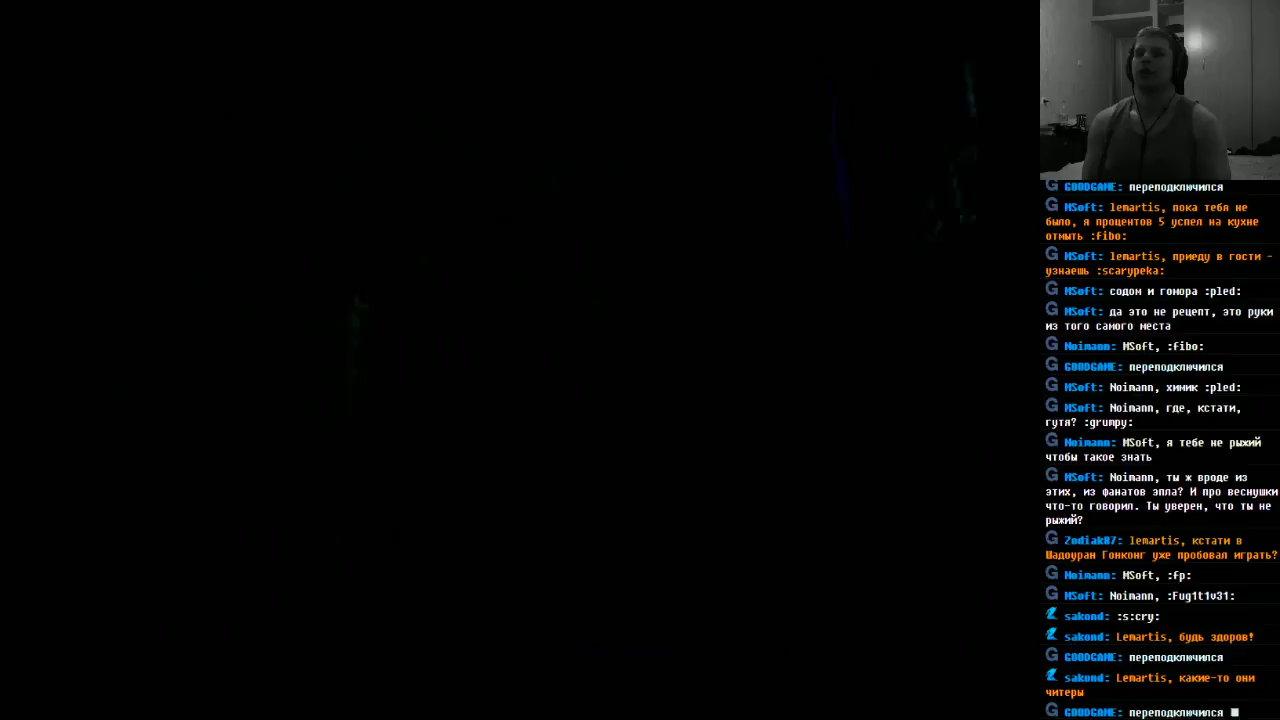 GOODGAME: переподключился
MSoft: lemartis, пока тебя не
было, я процентов 5 успел на кухне
отмыть :fibo:
MSoft: lemartis, приеду в гости -
узнаешь :scarypeka:
MSoft: содом и гомора :pled:
MSoft: да это не рецепт, это руки
из того самого места
Noimann: MSoft, :fibo:
GOODGAME: переподключился
MSoft: Noimann, химик :pled:
MSoft: Noimann, где, кстати,
гутя? :grumpy:
Noimann: MSoft, я тебе не рыжий
чтобы такое знать
MSoft: Noimann, ты ж вроде из
этих, из фанатов эпла? И про веснушки
что-то говорил. Ты уверен, что ты не
рыжий?
Zodiak87: lemartis, кстати в
Шадоуран Гонконг уже пробовал играть?
Noimann: MSoft, :fp:
MSoft: Noimann, :Fug1t1v31:
sakond: :s:cry:
sakond: Lemartis, будь здоров!
GOODGAME: переподключился
sakond: Lemartis, какие-то они
читеры
GOODGAME: переподключился